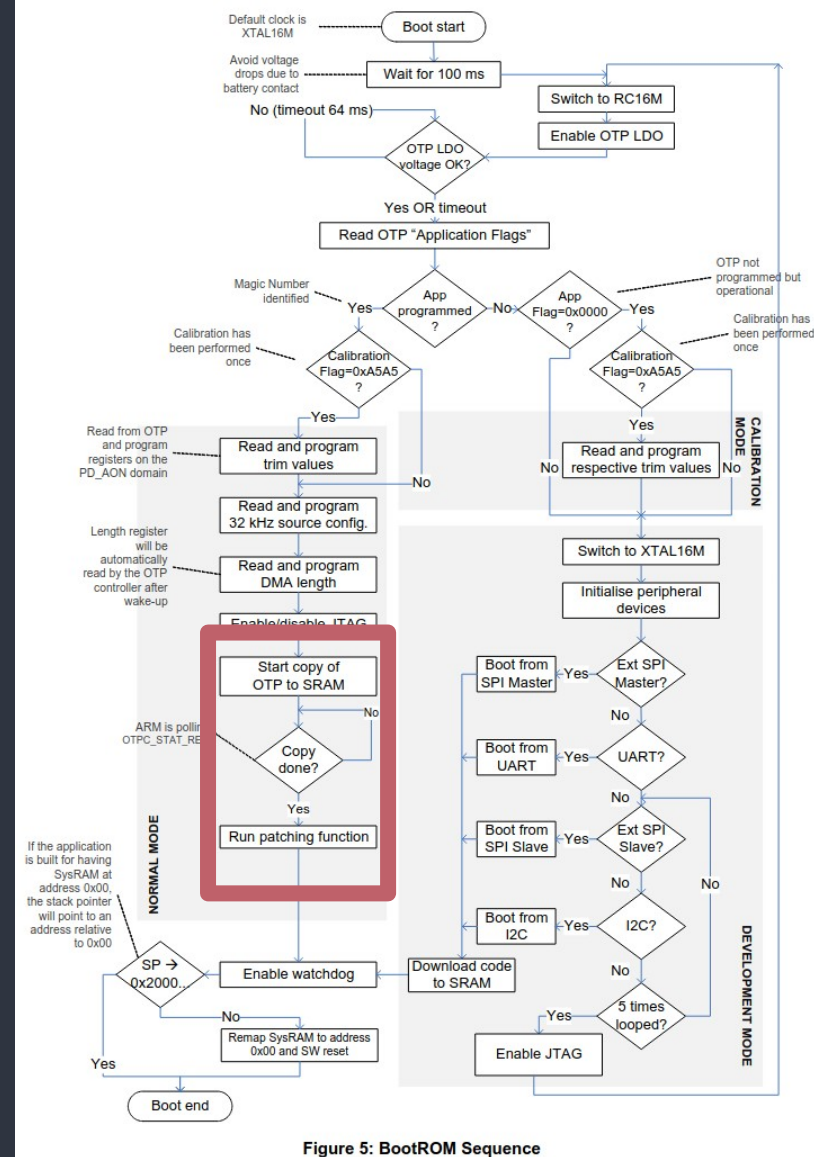 Default clock is
XTAL16M
Boot start
Avoid voltage
drops due to
battery contact
Wait for 100 ms
Switch to RC16M
Enable OTP LDO
No (timeout 64 ms)
OTP LDO
voltage OK?
Yes OR timeout
Read OTP “Application Flags”
Magic Number
identified
App
programmed
?
Yes
No
App
Flag=0x0000
?
Yes
OTP not
programmed but
operational
Calibration has
been performed
once
Calibration
Flag=0xA5A5
?
Calibration
Flag=0xA5A5
?
Calibration has
been performed
once
Yes
No
Read from OTP
and program
registers on the
PD_AON domain
Read and program
trim values
Yes
Read and program
respective trim values
No
No
CALIBRATION
MODE
Read and program
32 kHz source config.
Length register
will be
automatically
read by the OTP
controller after
wake-up
Read and program
DMA length
Enable/disable JTAG
Start copy of
OTP to SRAM
No
ARM is
OTPC_STAT
Copy
done?
Yes
Run patching function
NORMAL MODE
Switch to XTAL16M
Initialise peripheral
devices
Ext SPI
Master?
Yes
Boot from
SPI Master
No
UART?
Yes
Boot from
UART
No
Ext SPI
Slave?
Yes
Boot from
SPI Slave
No
No
I2C?
Yes
Boot from
I2C
No
5 times
looped?
Yes
Enable JTAG
DEVELOPMENT MODE
Download code
to SRAM
If the application
is built for having
SysRAM at
address 0x00,
the stack pointer
will point to an
address relative
to 0x00
Enable watchdog
SP →
0x2000...
No
Remap SysRAM to address
0x00 and SW reset
Yes
Boot end
Figure 5: BootROM Sequence